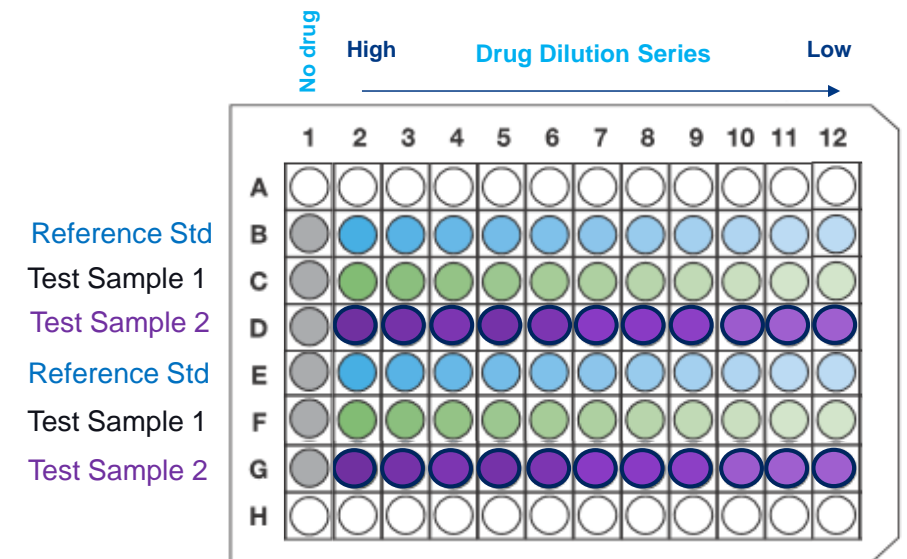 No drug
High Drug Dilution Series Low
1 2 3 4 5 6 7 8 9 10 11 12
A
Reference Std B
Test Sample 1 C
Test Sample 2 D
Reference Std E
Test Sample 1 F
Test Sample 2 G
H